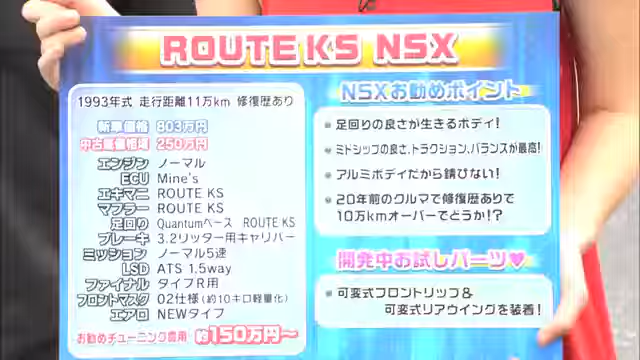 ROUTE KS NSX
1993年式 走行距離11万km 修復歴あり
新車価格 803万円
中古車価相場 250万円
エンジン ノーマル
ECU Mine's
エキマニ ROUTE KS
マフラー ROUTE KS
足回り Quantumベース ROUTE KS
ブレーキ 3.2リッター用キャリパー
ミッション ノーマル5速
LSD ATS 1.5way
ファイナル タイプR用
フロントマスク 02仕様(約10キロ軽量化)
エアロ NEWタイプ
お勧めチューニング費用 約150万円〜
NSXお勧めポイント
足回りの良さが生きるボディ!
ミドシップの良さ、トラクション、バランスが最高!
アルミボディだから錆びない!
20年前のクルマで修復歴ありで
10万kmオーバーでどうか!?
開発中お試しパーツ♥
可変式フロントリップ&
可変式リアウイングを装着!